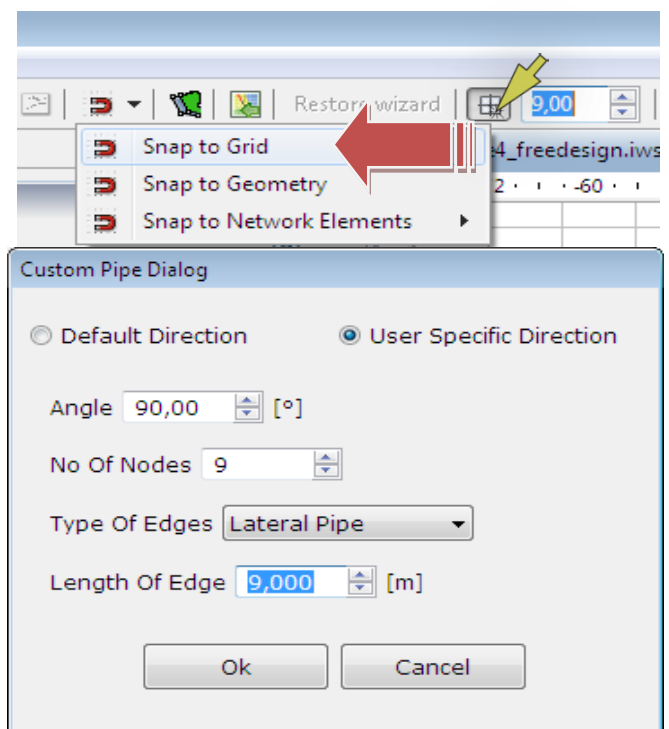 Restore wizard 9,00
Snap to Grid
4_freedesign.iws
Snap to Geometry
2 · ı · -60 · ı
Snap to Network Elements
Custom Pipe Dialog
Default Direction User Specific Direction
Angle 90,00 [°]
No Of Nodes 9
Type Of Edges Lateral Pipe
Length Of Edge 9,000 [m]
Ok Cancel